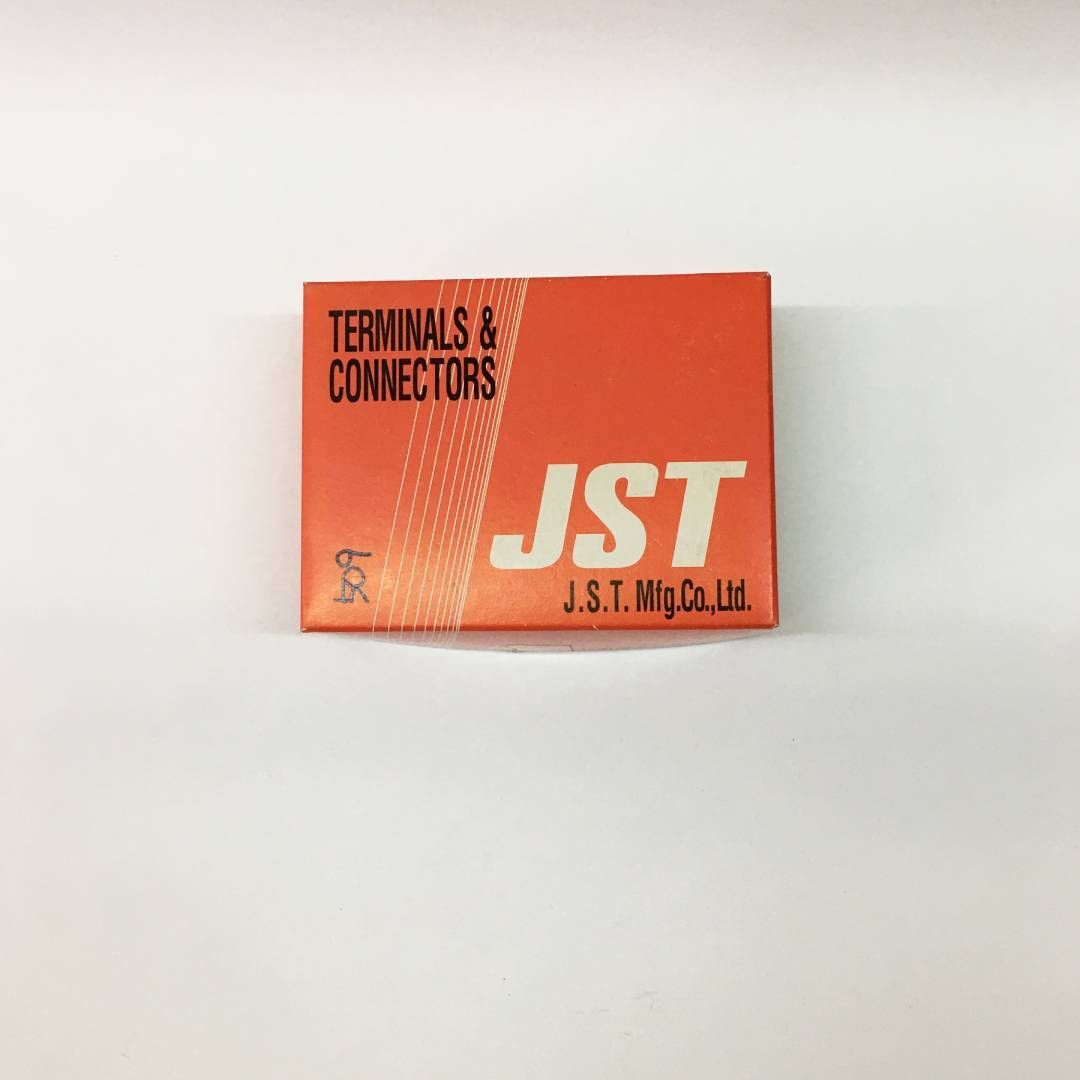 TERMINALS &
CONNECTORS
JST
J.S.T. Mfg.Co.,Ltd.